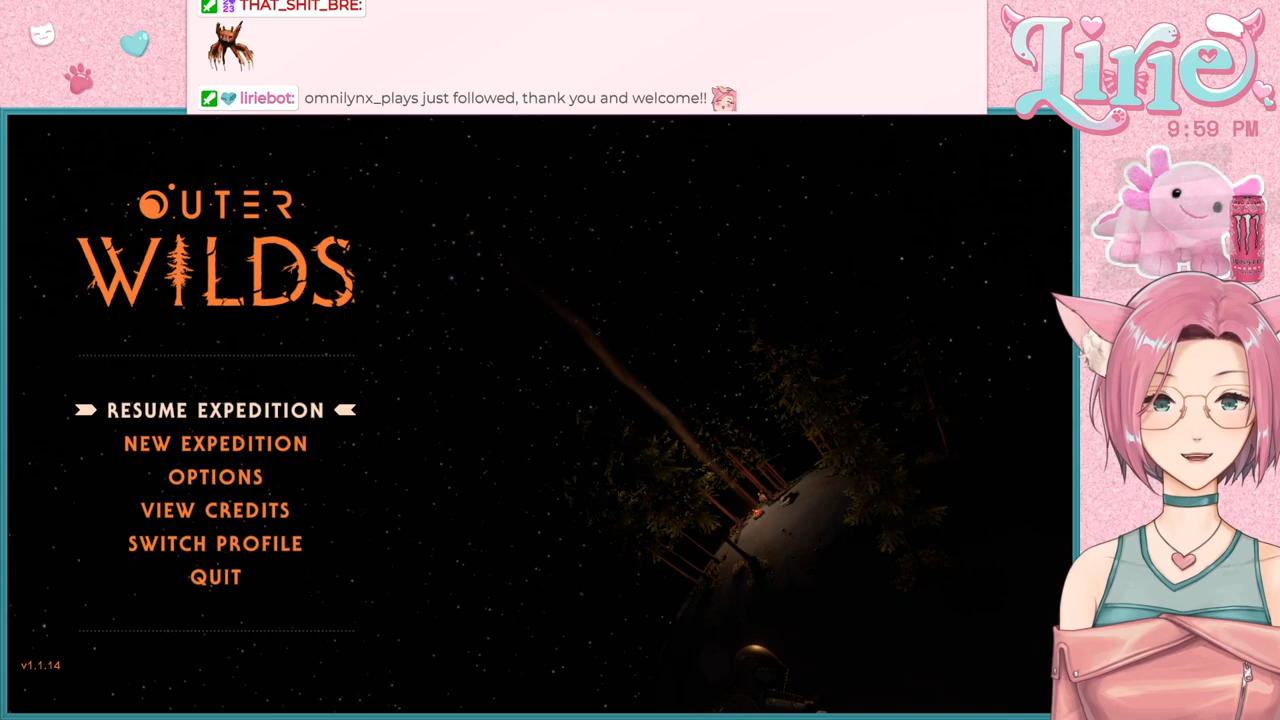 23 THAT_SHIT_BRE:
liriebot: omnilynx_plays just followed, thank you and welcome!!
Lirie
9:59 PM
OUTER
WILDS
RESUME EXPEDITION
NEW EXPEDITION
OPTIONS
VIEW CREDITS
SWITCH PROFILE
QUIT
v1.1.14